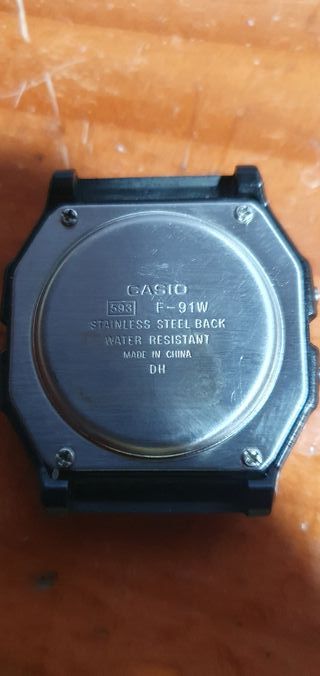 CASIO
593 F-91W
STAINLESS STEEL BACK
WATER RESISTANT
MADE IN CHINA
DH